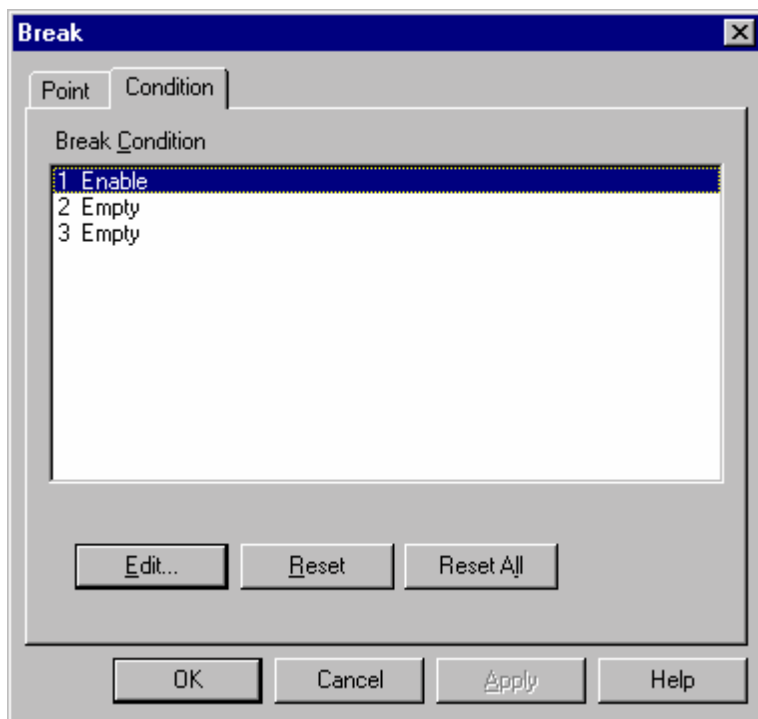 Break
Point Condition
Break Condition
1 Enable
2 Empty
3 Empty
Edit... Reset Reset All
OK Cancel Apply Help